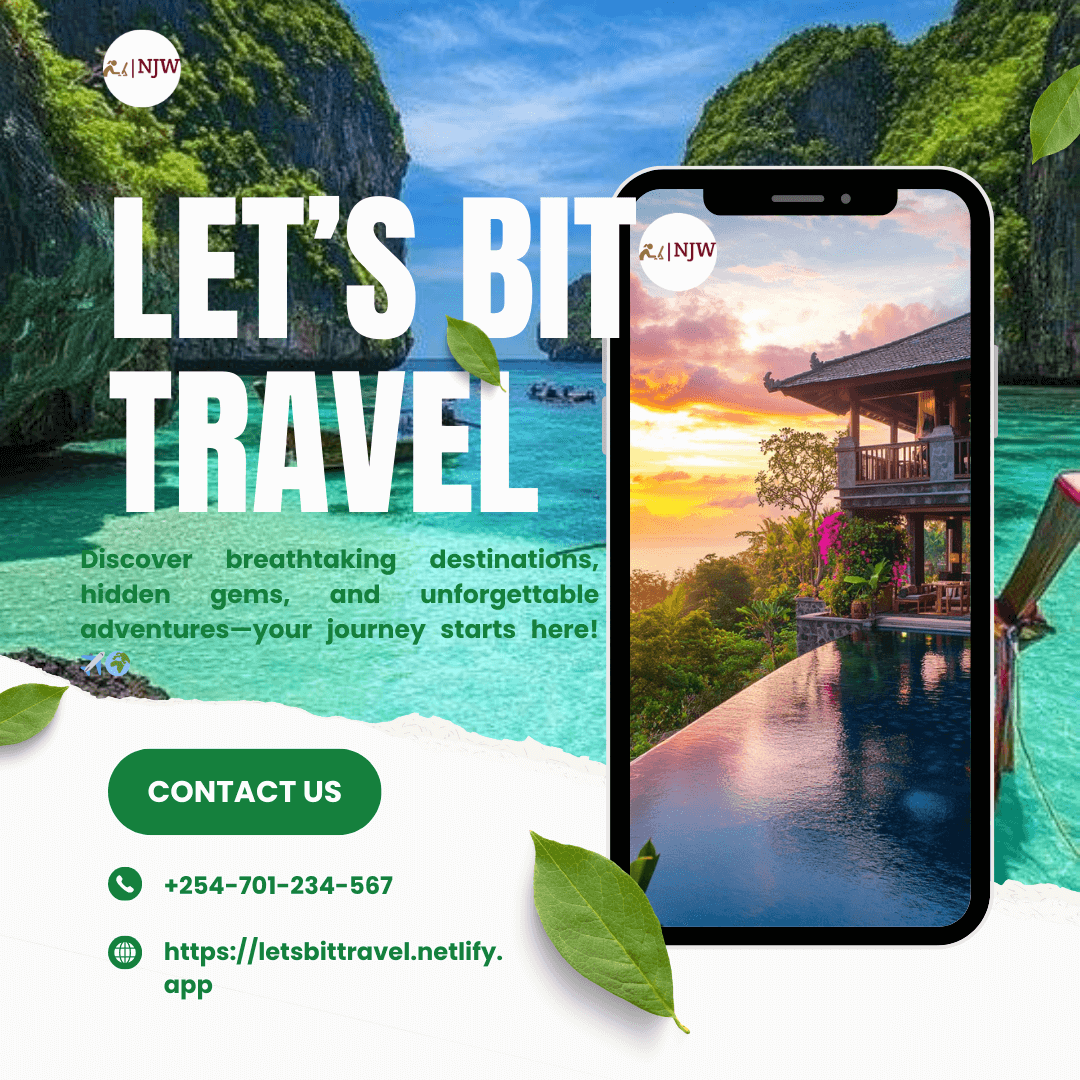 | NJW
LET’S BIT
TRAVEL
| NJW
Discover breathtaking destinations,
hidden gems, and unforgettable
adventures—your journey starts here!
CONTACT US
+254-701-234-567
https://letsbittravel.netlify.
app